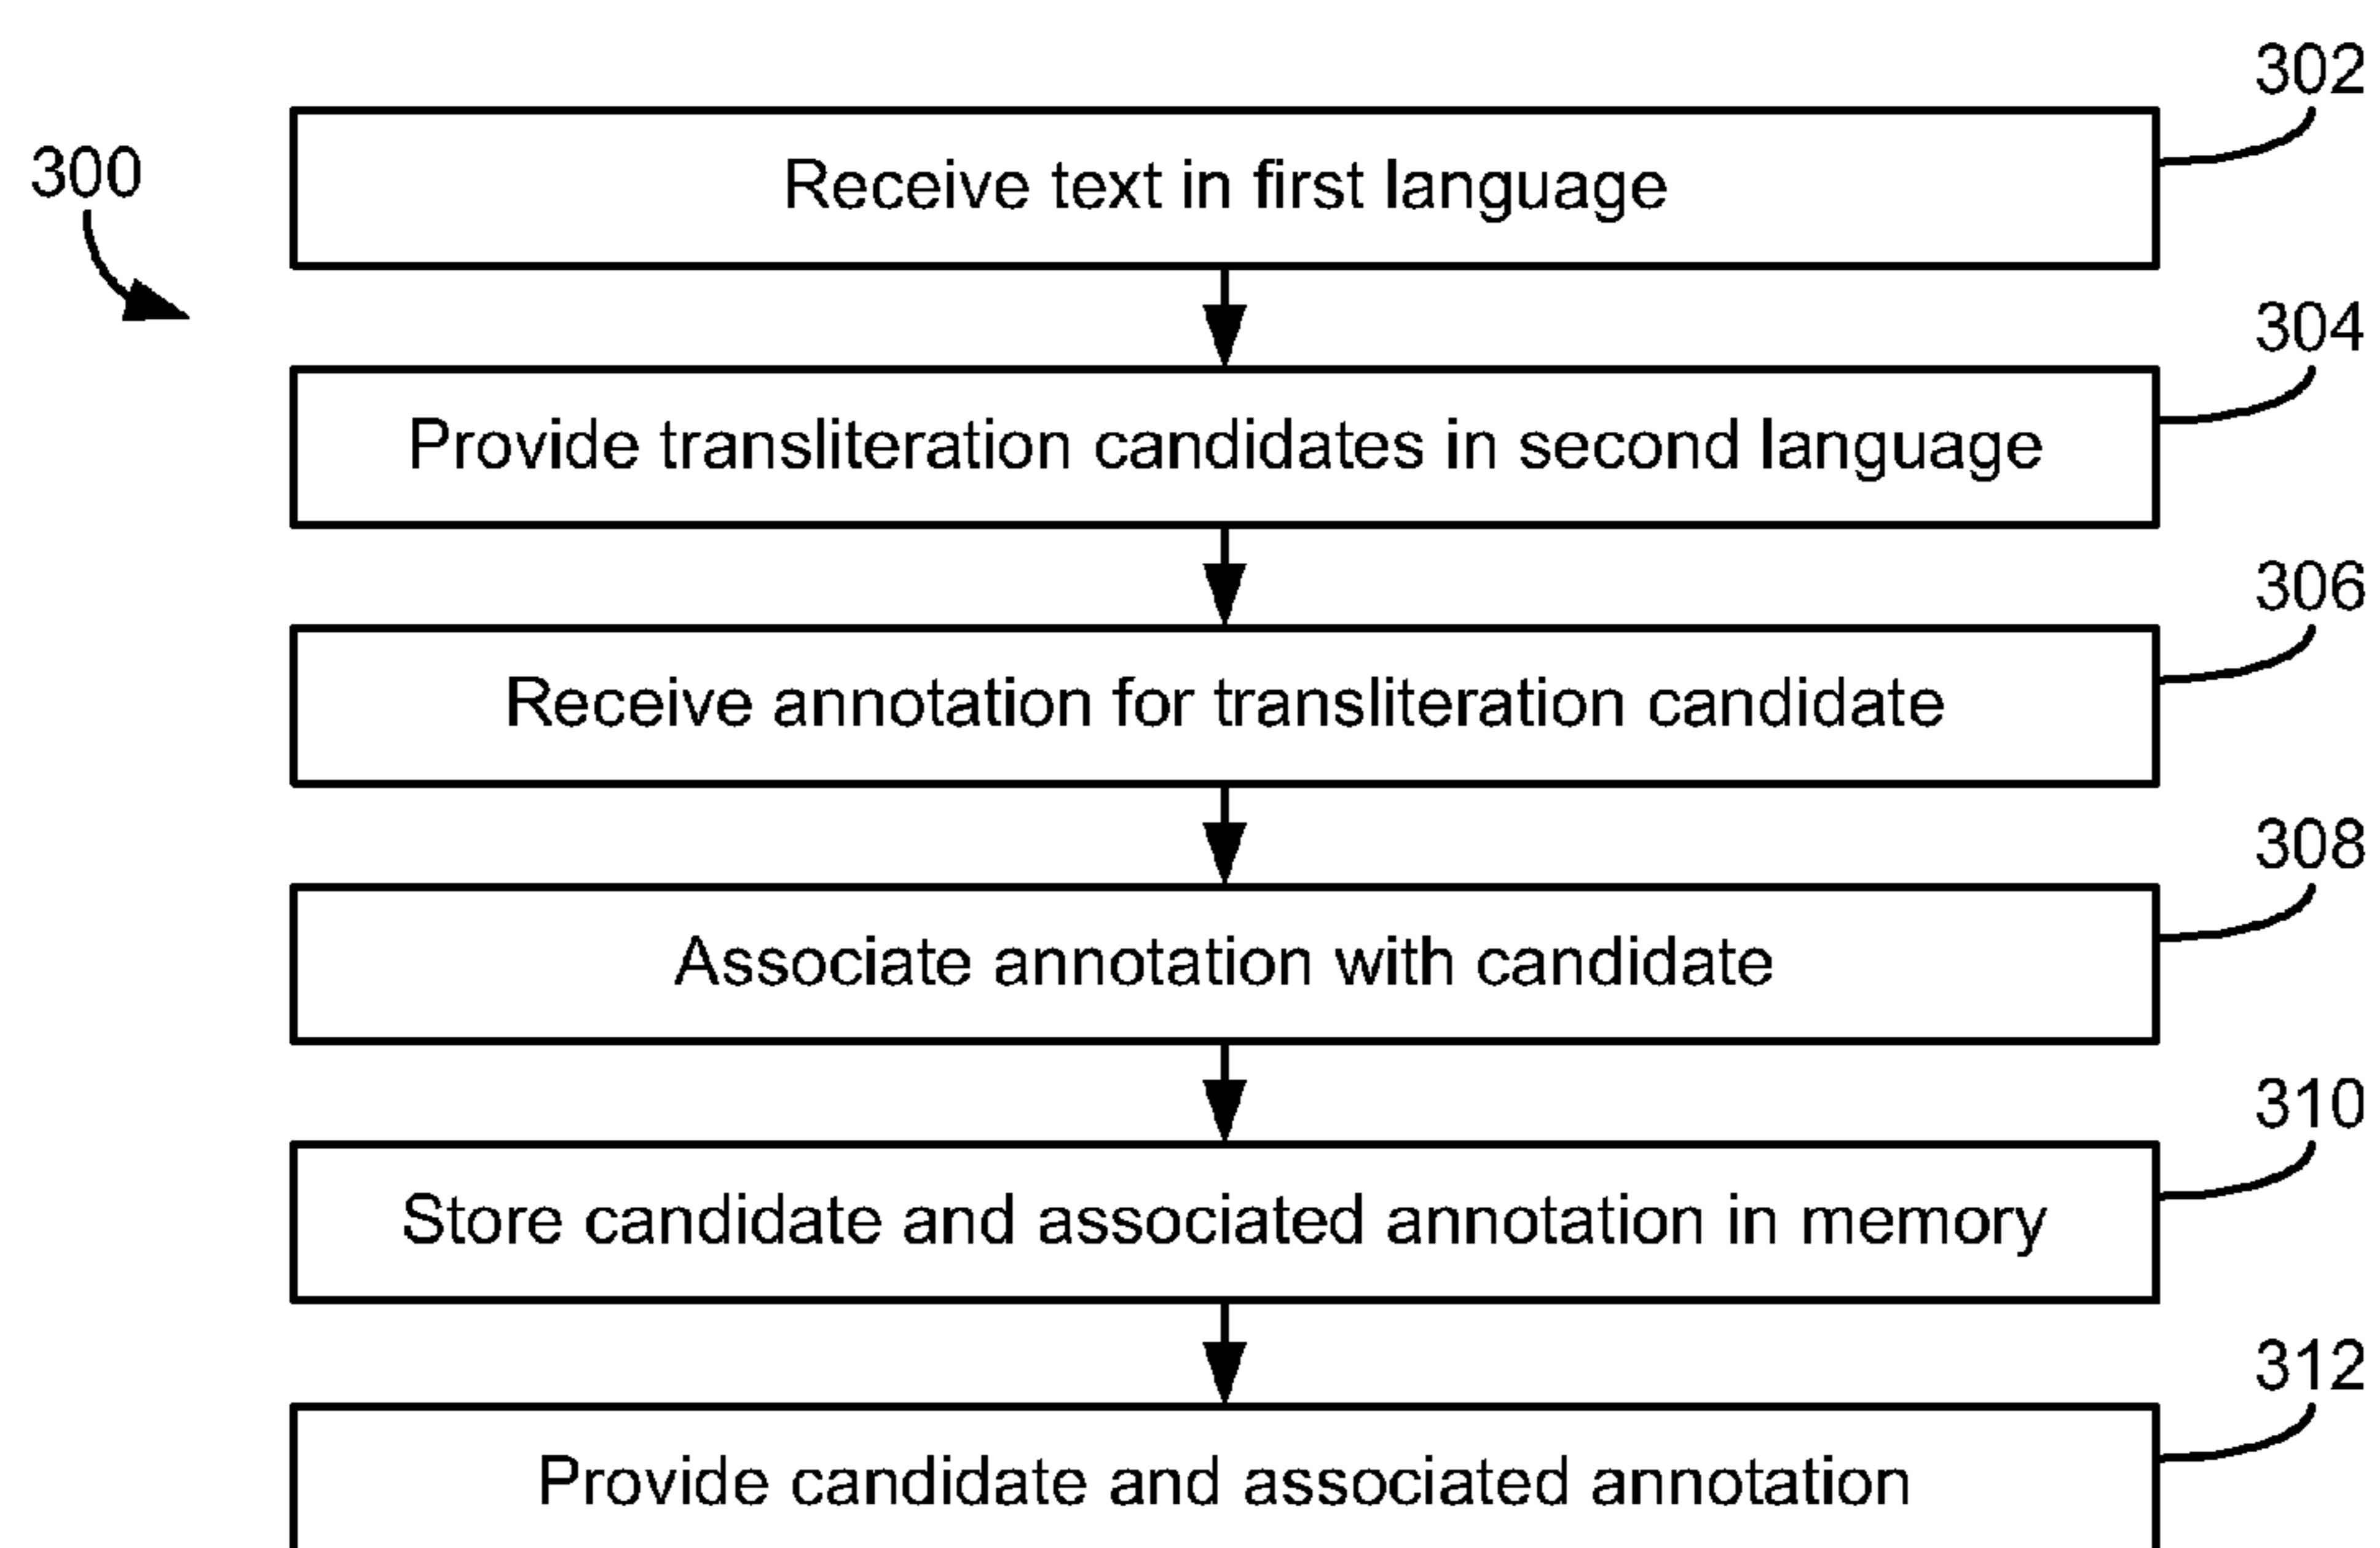 302
300
Receive text in first language
304
Provide transliteration candidates in second language
306
Receive annotation for transliteration candidate
308
Associate annotation with candidate
310
Store candidate and associated annotation in memory
312
Provide candidate and associated annotation